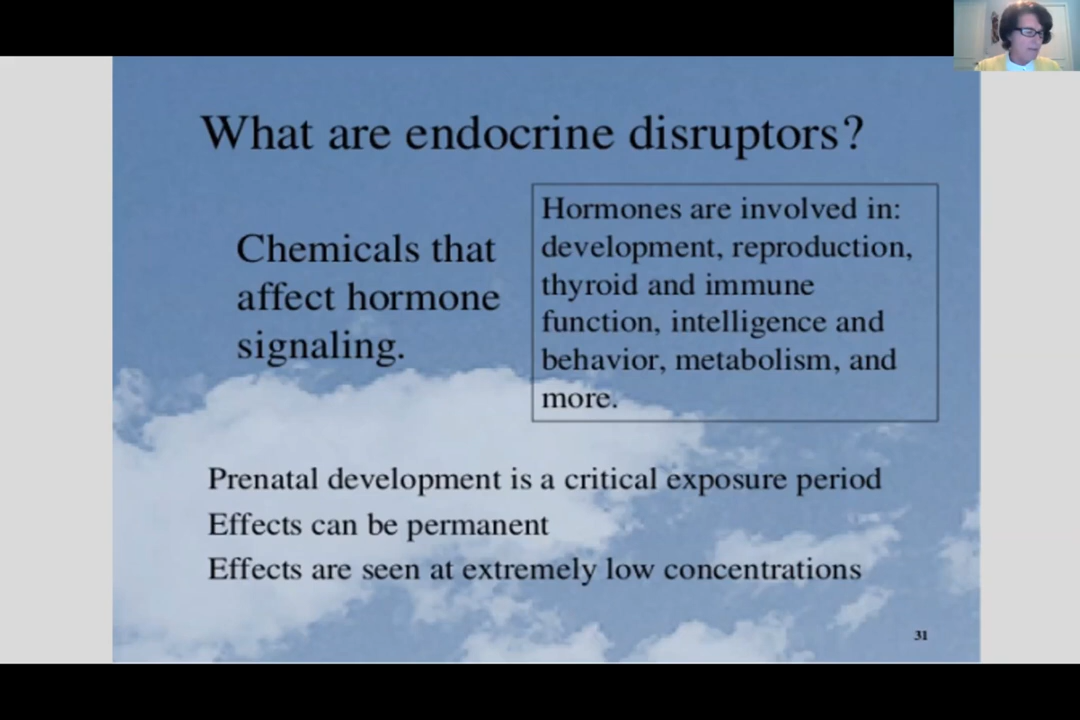 What are endocrine disruptors?
Chemicals that
affect hormone
signaling.
Hormones are involved in:
development, reproduction,
thyroid and immune
function, intelligence and
behavior, metabolism, and
more.
Prenatal development is a critical exposure period
Effects can be permanent
Effects are seen at extremely low concentrations
31